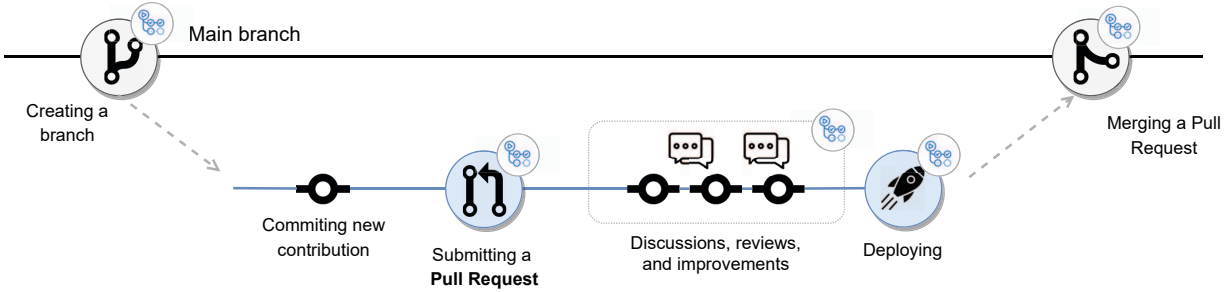 Main branch
Creating a
branch
Commiting new
contribution
Submitting a
Pull Request
Discussions, reviews,
and improvements
Deploying
Merging a Pull
Request